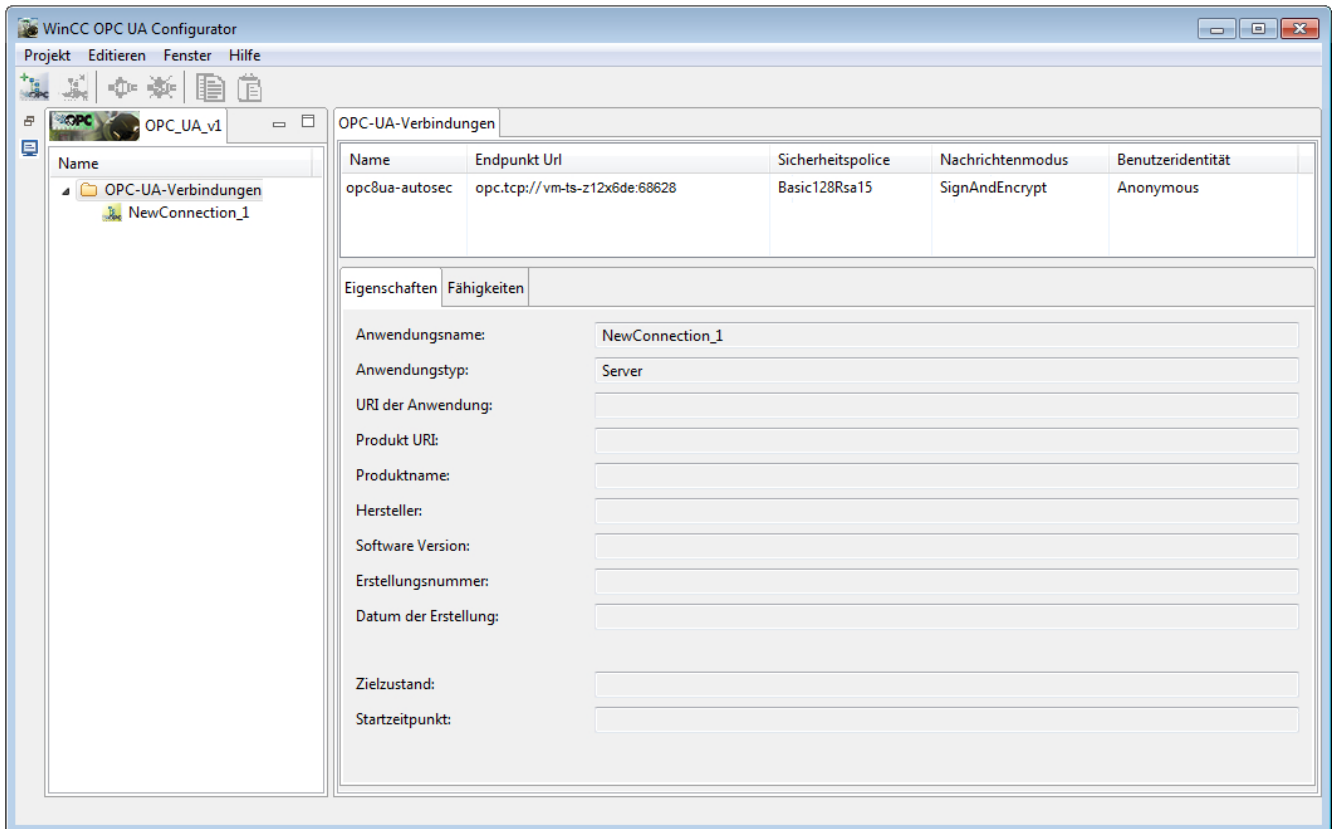 WinCC OPC UA Configurator
Projekt Editieren Fenster Hilfe
OPC OPC_UA_v1
Name
OPC-UA-Verbindungen
NewConnection_1
OPC-UA-Verbindungen
Name Endpunkt Url Sicherheitspolice Nachrichtenmodus Benutzeridentität
opc8ua-autosec opc.tcp://vm-ts-z12x6de:68628 Basic128Rsa15 SignAndEncrypt Anonymous
Eigenschaften Fähigkeiten
Anwendungsname: NewConnection_1
Anwendungstyp: Server
URI der Anwendung:
Produkt URI:
Produktname:
Hersteller:
Software Version:
Erstellungsnummer:
Datum der Erstellung:
Zielzustand:
Startzeitpunkt: